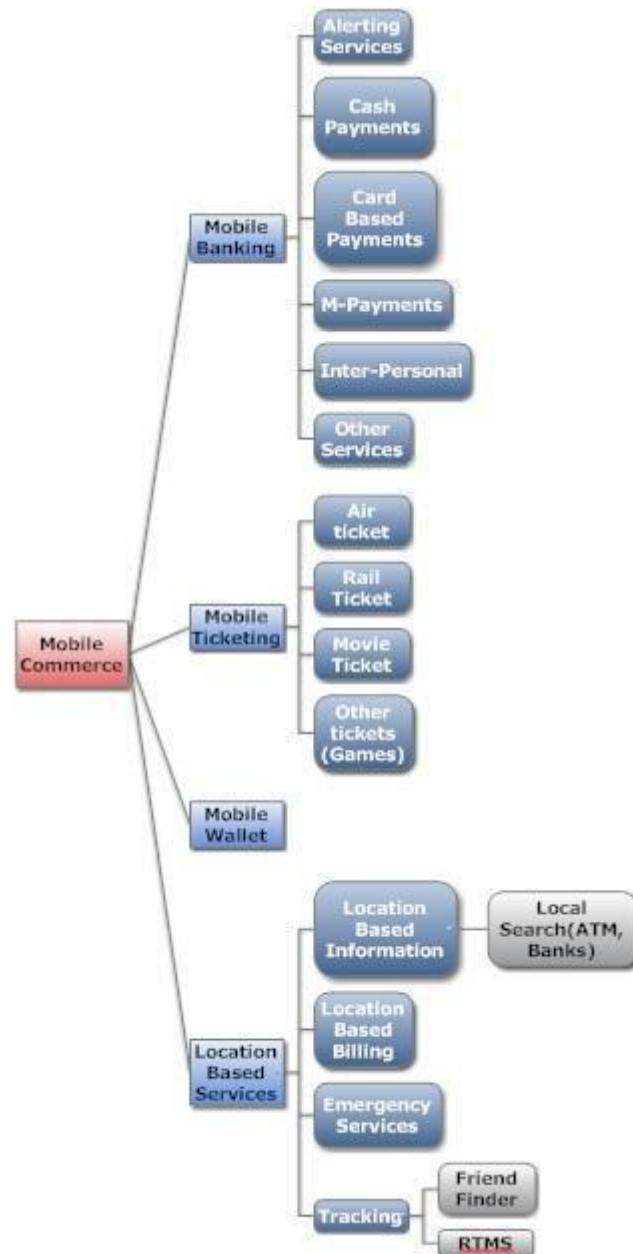 Mobile
Commerce
Mobile
Banking
Alerting
Services
Cash
Payments
Card
Based
Payments
M-Payments
Inter-Personal
Other
Services
Mobile
Ticketing
Air
ticket
Rail
Ticket
Movie
Ticket
Other
tickets
(Games)
Mobile
Wallet
Location
Based
Services
Location
Based
Information
Local
Search(ATM,
Banks)
Location
Based
Billing
Emergency
Services
Tracking
Friend
Finder
RTMS